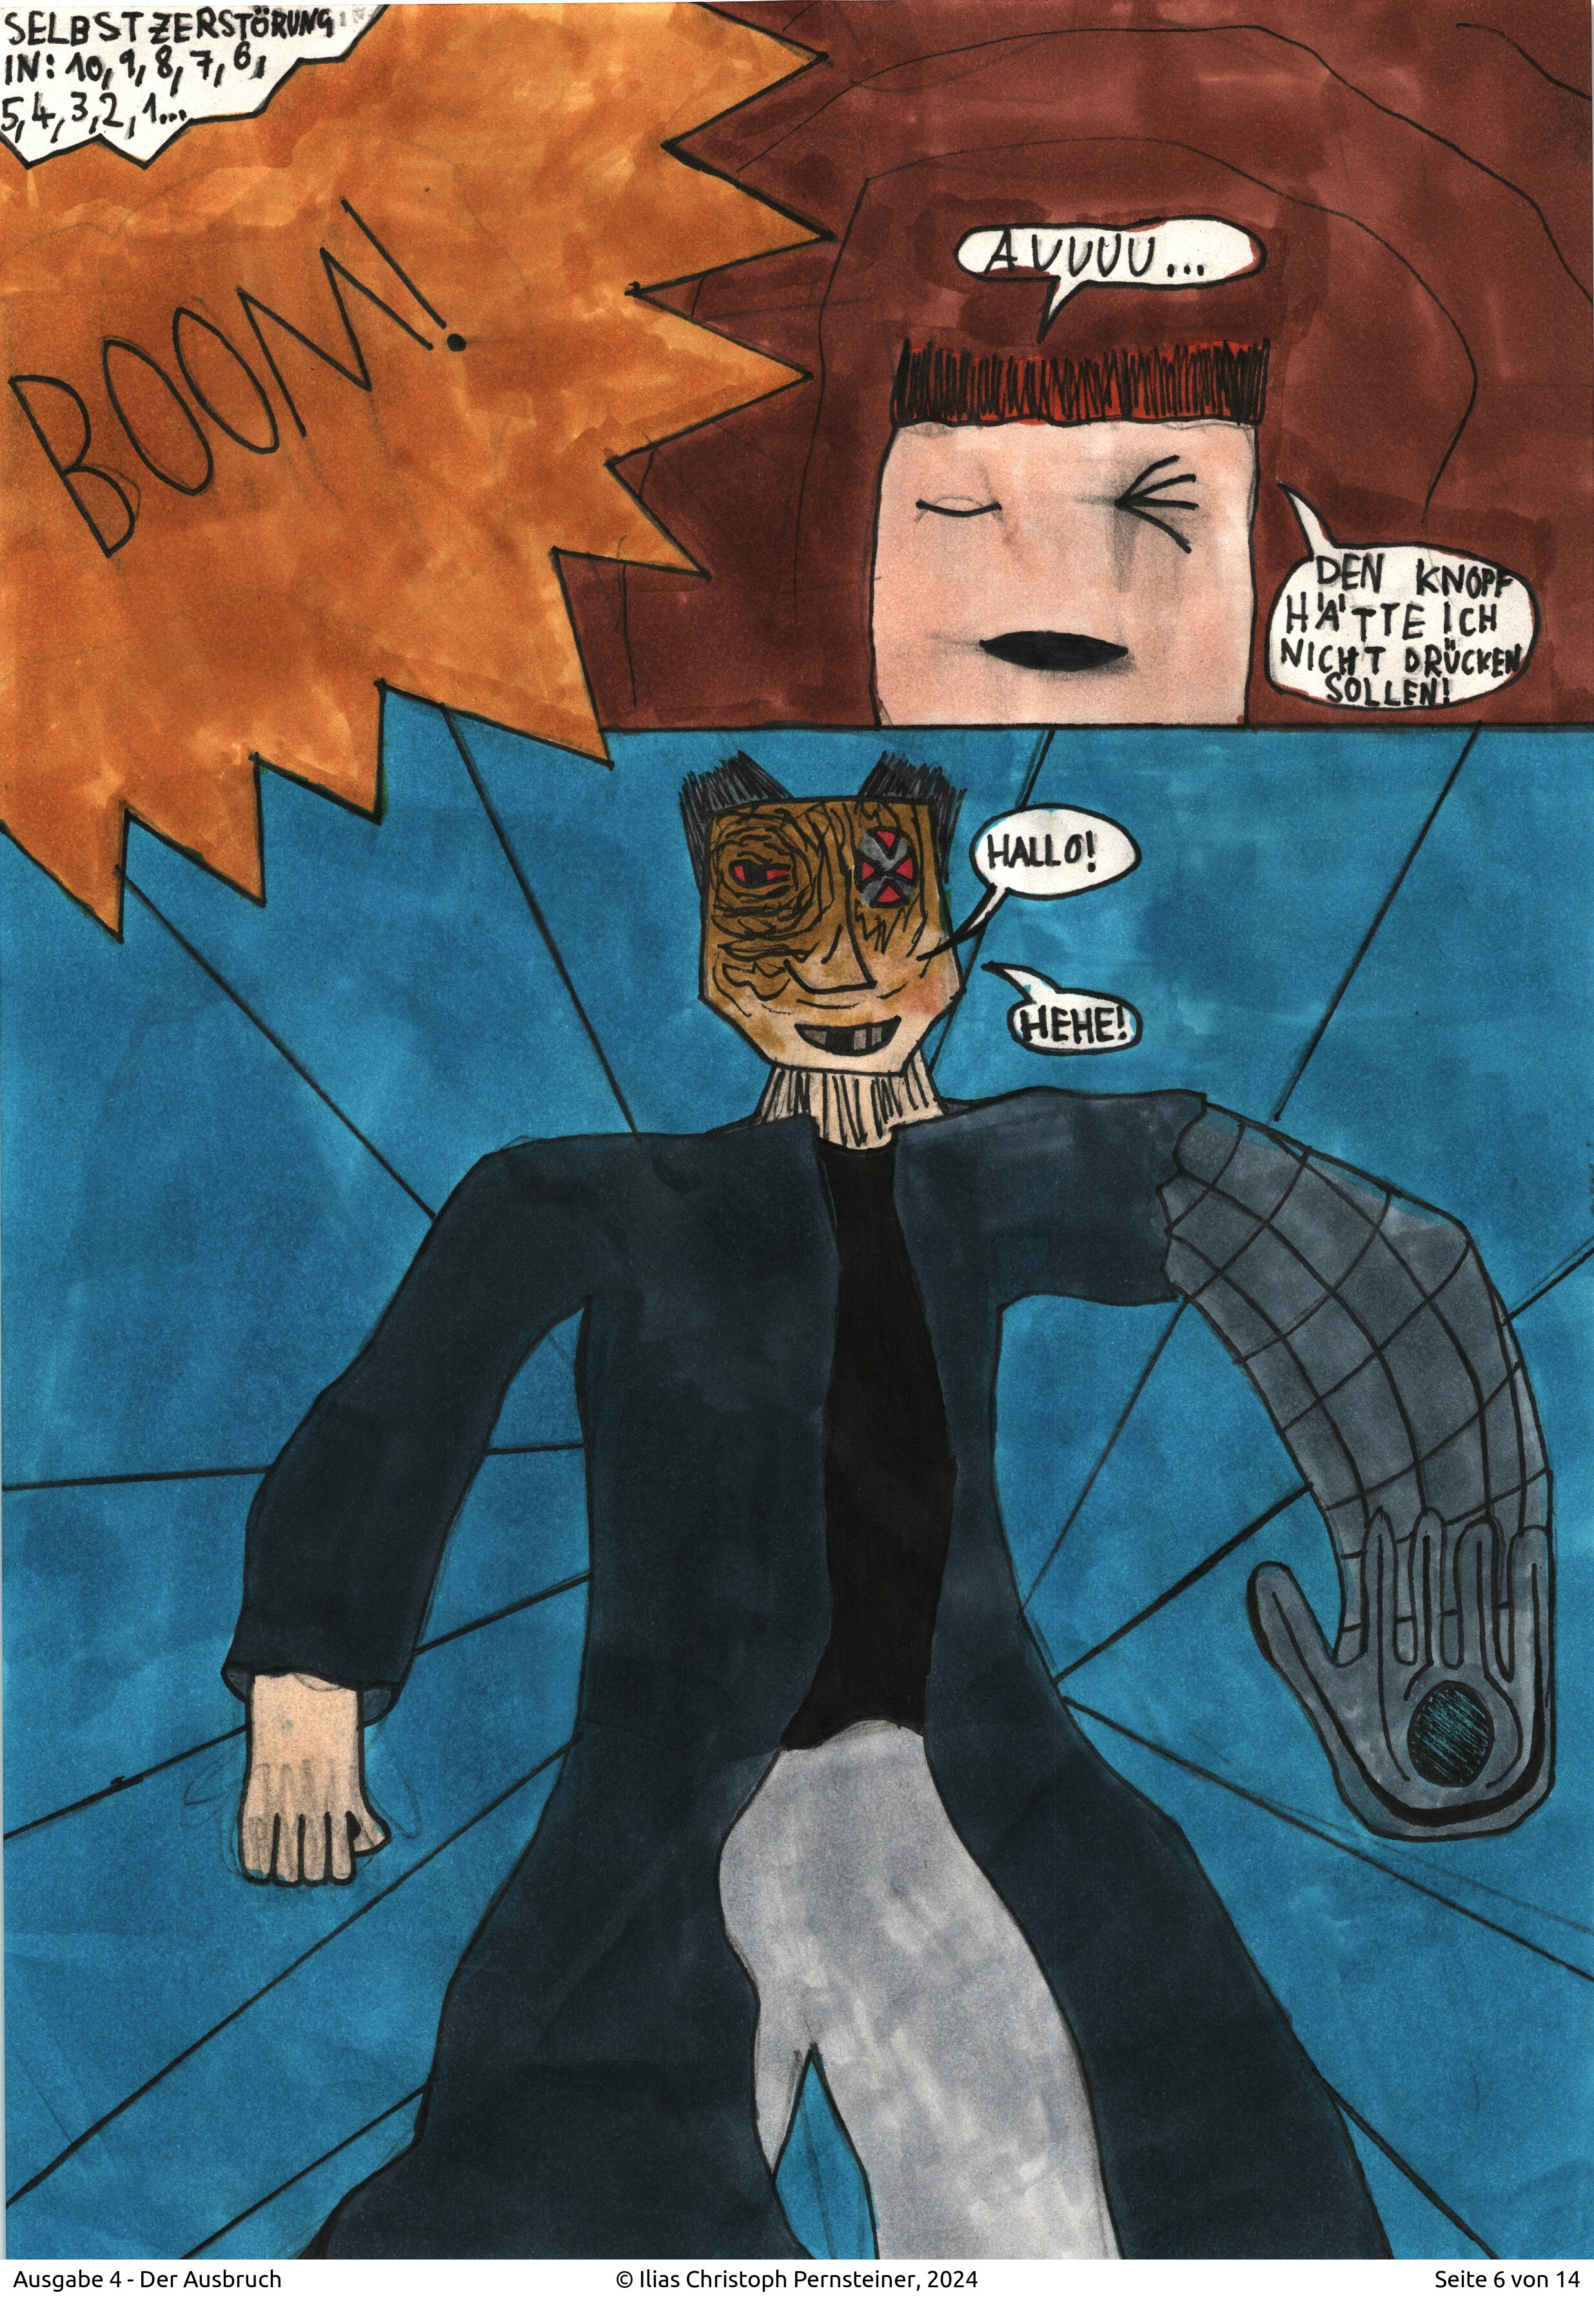 SELBSTZERSTÖRUNG
IN: 10, 9, 8, 7, 6,
5, 4, 3, 2, 1...
BOOM!
AUUUU...
DEN KNOPF
HÄTTE ICH
NICHT DRÜCKEN
SOLLEN!
HALLO!
HEHE!
Ausgabe 4 - Der Ausbruch
© Ilias Christoph Pernsteiner, 2024
Seite 6 von 14